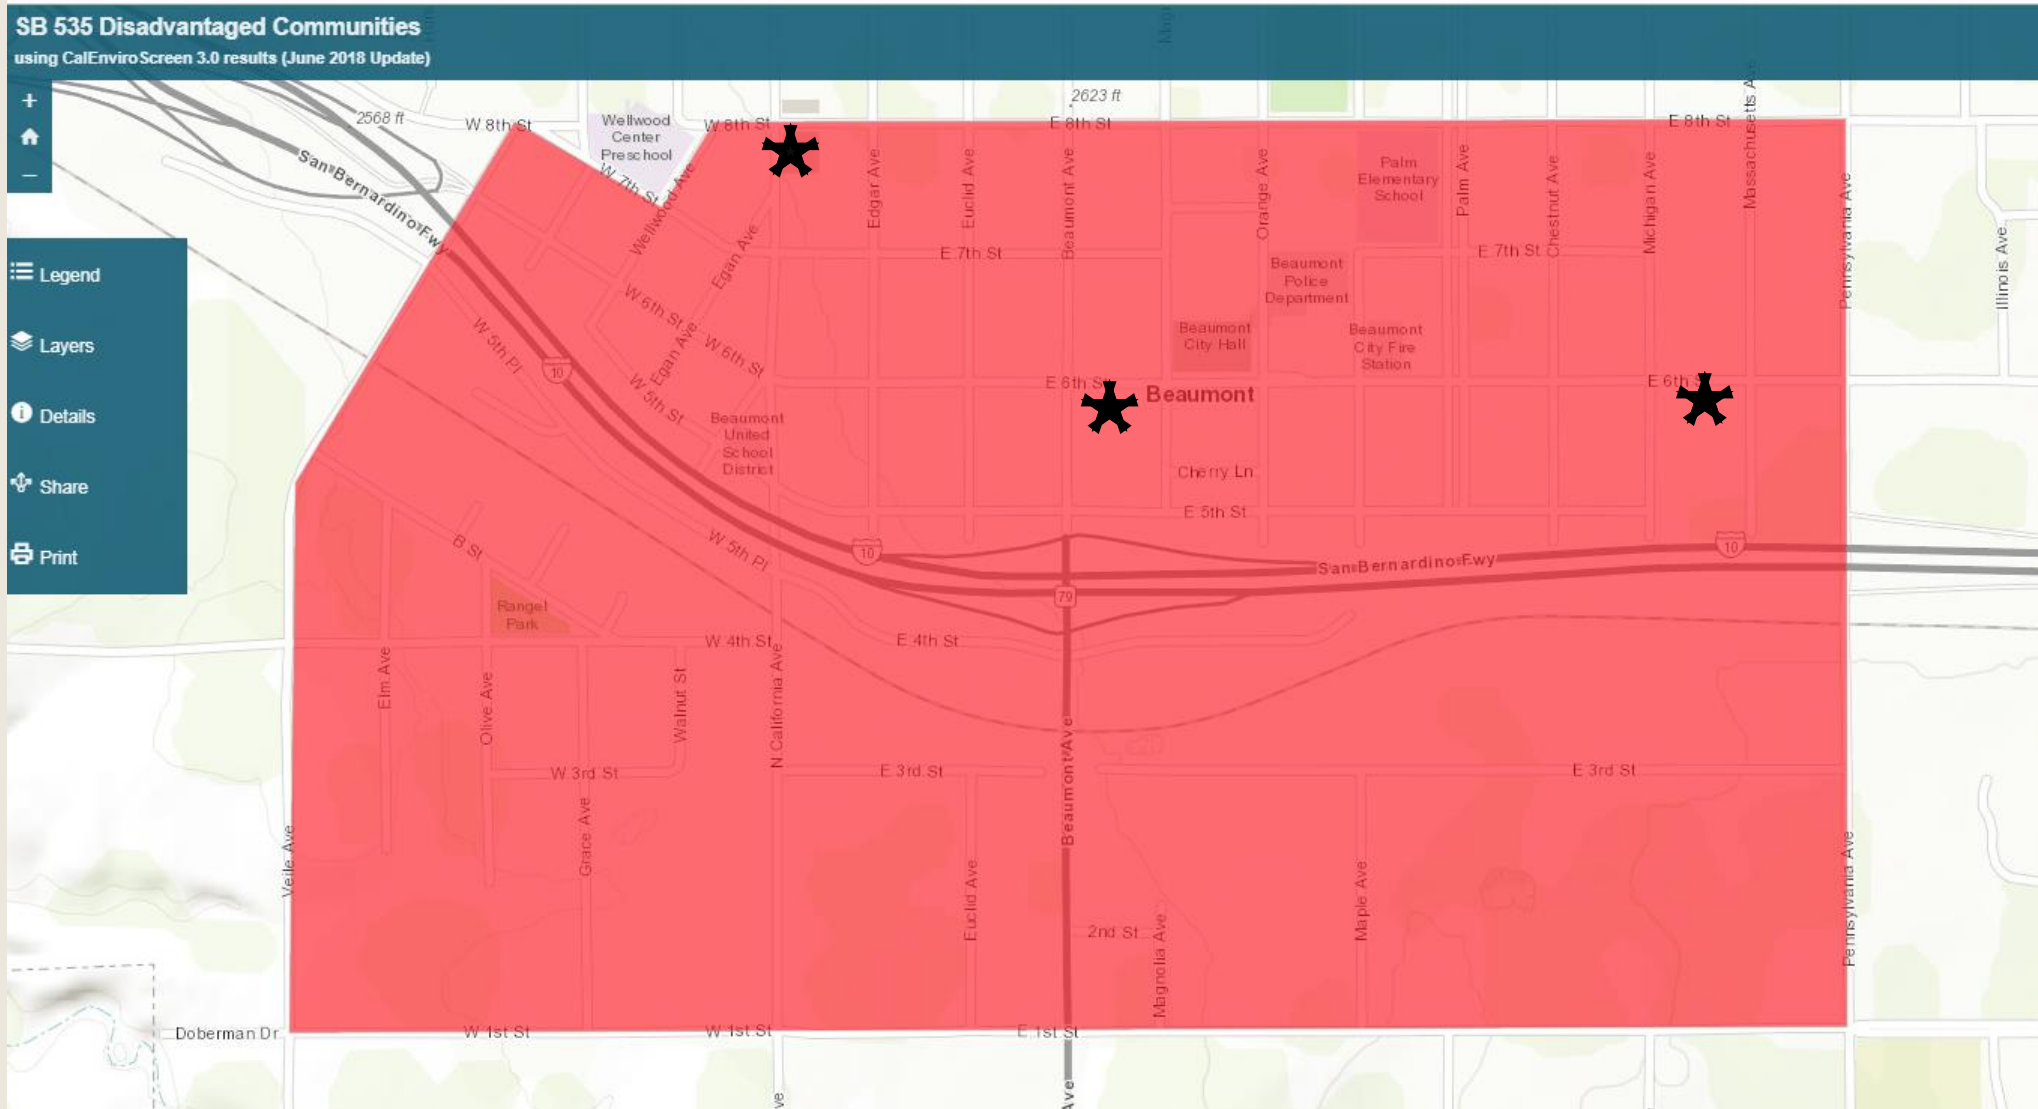 SB 535 Disadvantaged Communities
using CalEnviroScreen 3.0 results (June 2018 Update)
+
−
Legend
Layers
Details
Share
Print
2568 ft
2623 ft
W 8th St
W 8th St
E 8th St
E 8th St
Wellwood
Center
Preschool
San Bernardino Fwy
W 7th St
Wellwood Ave
Egan Ave
Edgar Ave
Euclid Ave
Beaumont Ave
Orange Ave
Palm
Elementary
School
Palm Ave
Chestnut Ave
Michigan Ave
Massachusetts Ave
Pennsylvania Ave
Illinois Ave
E 7th St
E 7th St
Beaumont
Police
Department
W 6th St
W 6th St
Egan Ave
W 5th Pl
10
W 5th St
Beaumont
City Hall
Beaumont
City Fire
Station
E 6th St
Beaumont
E 6th S
Beaumont
United
School
District
Cherry Ln
E 5th St
B St
W 5th Pl
10
San Bernardino Fwy
10
79
Rangel
Park
W 4th St
E 4th St
Elm Ave
Olive Ave
Walnut St
N California Ave
W 3rd St
E 3rd St
Beaumont Ave
E 3rd St
Veile Ave
Grace Ave
Euclid Ave
2nd St
Magnolia Ave
Maple Ave
Pennsylvania Ave
Doberman Dr
W 1st St
W 1st St
E 1st St
ve
Ave